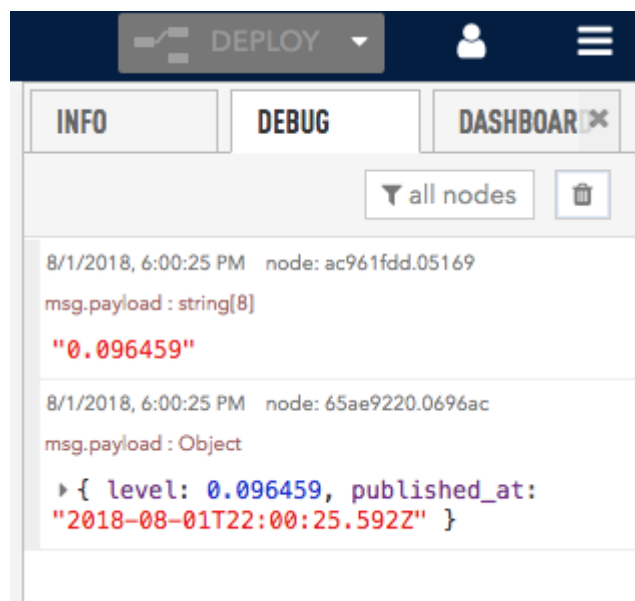 DEPLOY
INFO DEBUG DASHBOAR
all nodes
8/1/2018, 6:00:25 PM node: ac961fdd.05169
msg.payload : string[8]
"0.096459"
8/1/2018, 6:00:25 PM node: 65ae9220.0696ac
msg.payload : Object
{ level: 0.096459, published_at:
"2018-08-01T22:00:25.592Z" }